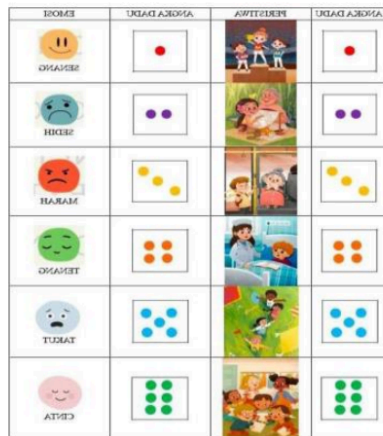 ANGKA DADU PERISTIWA ANGKA DADU EMOSI
SENANG
SEDIH
MARAH
TENANG
TAKUT
CINTA